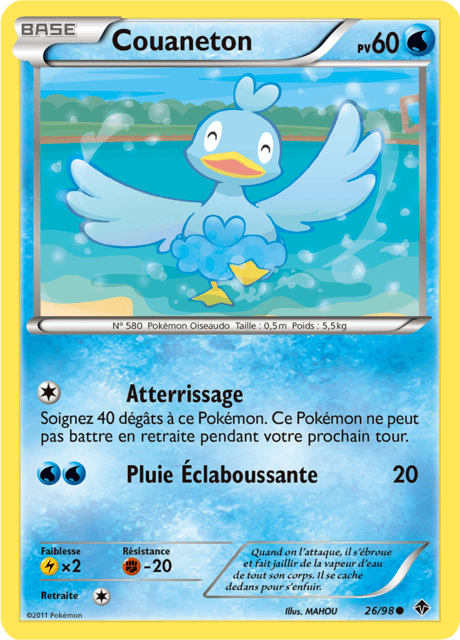 BASE
Couaneton
PV60
N° 580 Pokémon Oiseaudo Taille : 0,5m Poids : 5,5kg
Atterrissage
Soignez 40 dégâts à ce Pokémon. Ce Pokémon ne peut
pas battre en retraite pendant votre prochain tour.
Pluie Éclaboussante 20
Faiblesse Résistance
×2 -20
Retraite
Quand on l'attaque, il s'ébroue
et fait jaillir de la vapeur d'eau
de tout son corps. Il se cache
dedans pour s'enfuir.
©2011 Pokémon
Illus. MAHOU
26/98